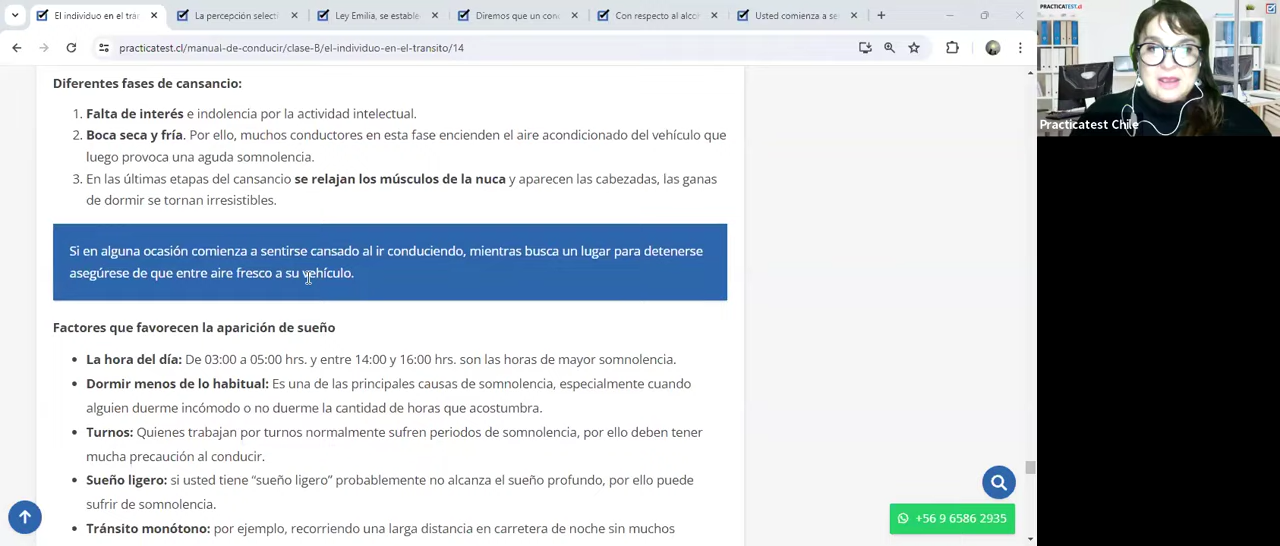 El individuo en el trán
La percepción selecti
Ley Emilia, se estable
Diremos que un con
Con respecto al alcoh
Usted comienza a se
practicatest.cl/manual-de-conducir/clase-B/el-individuo-en-el-transito/14
PRACTICATEST.cl
Practicatest Chile
Diferentes fases de cansancio:
1. Falta de interés e indolencia por la actividad intelectual.
2. Boca seca y fría. Por ello, muchos conductores en esta fase encienden el aire acondicionado del vehículo que
luego provoca una aguda somnolencia.
3. En las últimas etapas del cansancio se relajan los músculos de la nuca y aparecen las cabezadas, las ganas
de dormir se tornan irresistibles.
Si en alguna ocasión comienza a sentirse cansado al ir conduciendo, mientras busca un lugar para detenerse
asegúrese de que entre aire fresco a su vehículo.
Factores que favorecen la aparición de sueño
• La hora del día: De 03:00 a 05:00 hrs. y entre 14:00 y 16:00 hrs. son las horas de mayor somnolencia.
• Dormir menos de lo habitual: Es una de las principales causas de somnolencia, especialmente cuando
alguien duerme incómodo o no duerme la cantidad de horas que acostumbra.
• Turnos: Quienes trabajan por turnos normalmente sufren periodos de somnolencia, por ello deben tener
mucha precaución al conducir.
• Sueño ligero: si usted tiene “sueño ligero” probablemente no alcanza el sueño profundo, por ello puede
sufrir de somnolencia.
• Tránsito monótono: por ejemplo, recorriendo una larga distancia en carretera de noche sin muchos
+56 9 6586 2935